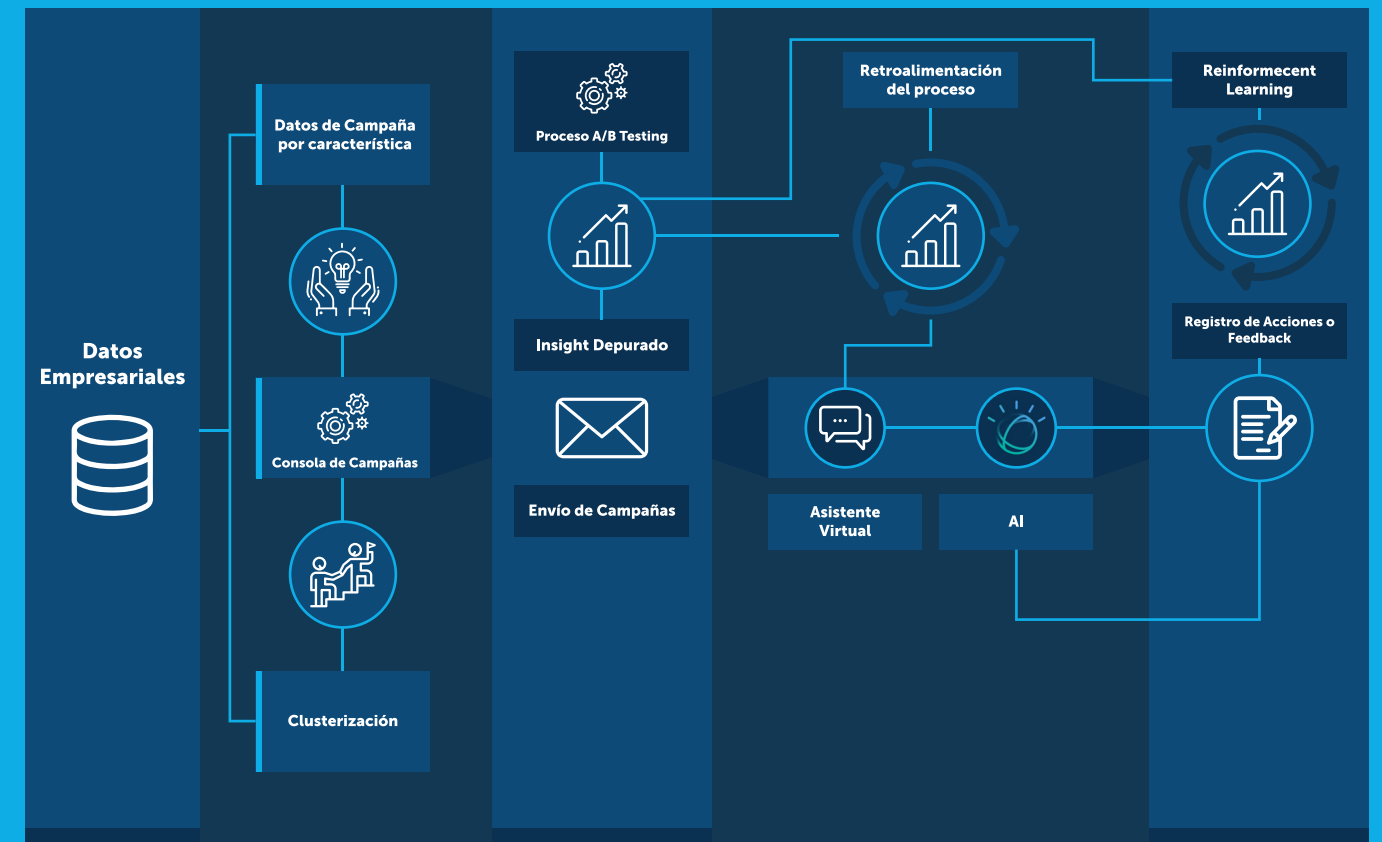 Datos
Empresariales
Datos de Campaña
por característica
Consola de Campañas
Clusterización
Proceso A/B Testing
Insight Depurado
Envío de Campañas
Retroalimentación
del proceso
Asistente
Virtual
AI
Reinformecent
Learning
Registro de Acciones o
Feedback